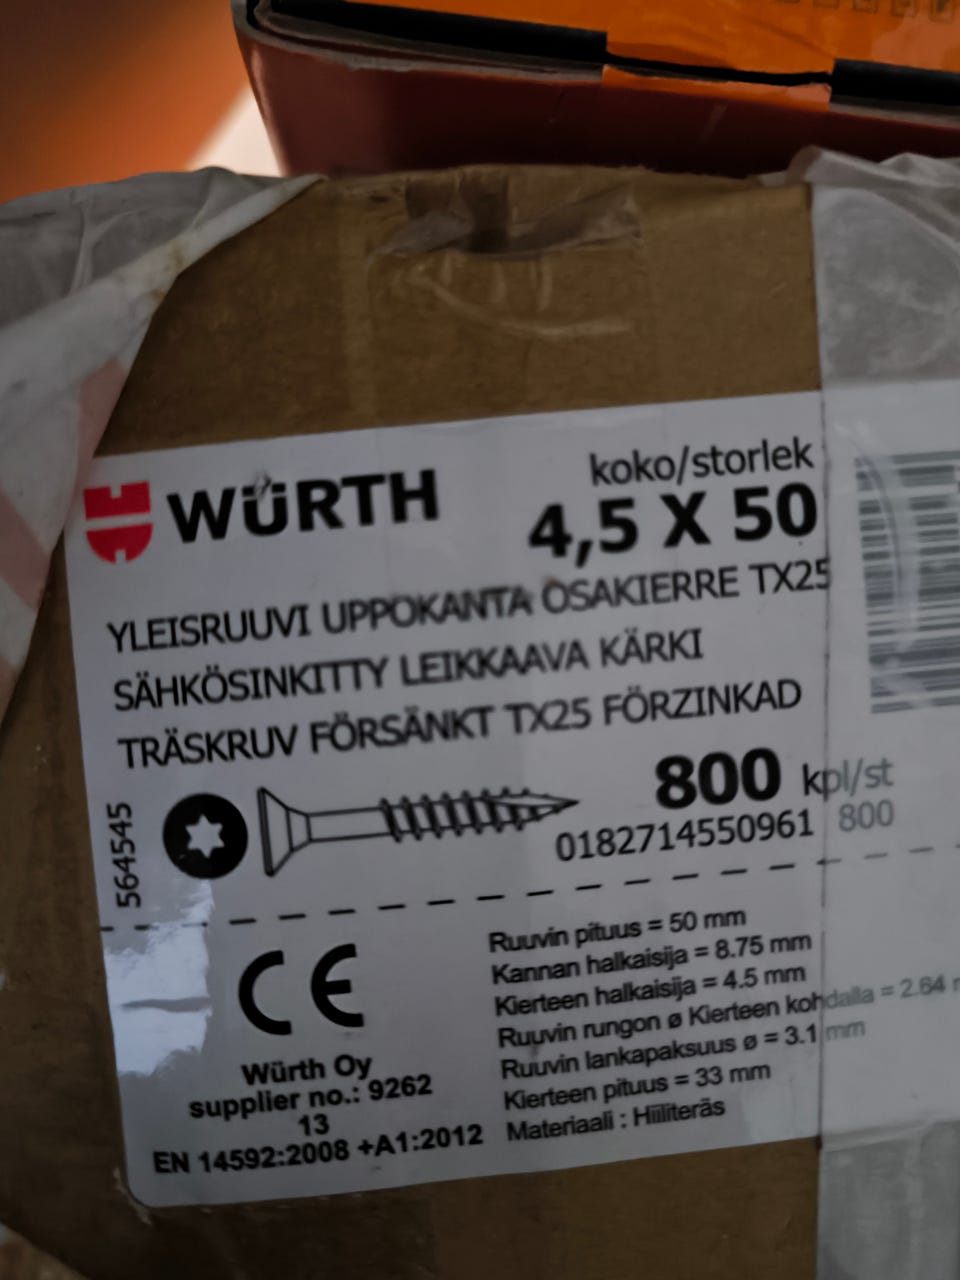 WÜRTH
koko/storlek
4,5 X 50
YLEISRUUVI UPPOKANTA OSAKIERRE TX25
SÄHKÖSINKITTY LEIKKAAVA KÄRKI
TRÄSKRUV FÖRSÄNKT TX25 FÖRZINKAD
800 kpl/st
0182714550961 800
564545
CE
Würth Oy
supplier no.: 9262
13
EN 14592:2008 +A1:2012
Ruuvin pituus = 50 mm
Kannan halkaisija = 8.75 mm
Kierteen halkaisija = 4.5 mm
Ruuvin rungon ø Kierteen kohdalla = 2.64
Ruuvin lankapaksuus ø = 3.1 mm
Kierteen pituus = 33 mm
Materiaali : Hiiliteräs